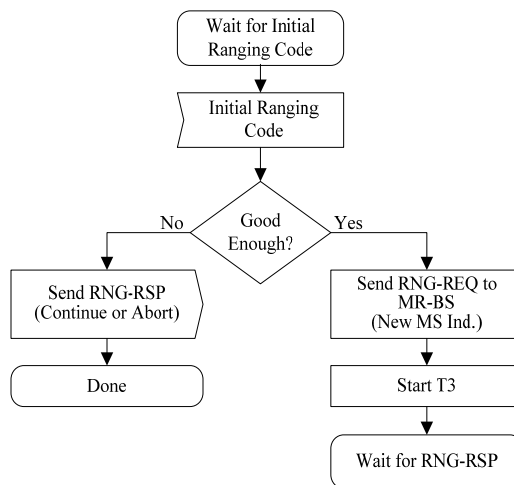 Wait for Initial
Ranging Code
Initial Ranging
Code
Good
Enough?
No
Yes
Send RNG-RSP
(Continue or Abort)
Send RNG-REQ to
MR-BS
(New MS Ind.)
Done
Start T3
Wait for RNG-RSP